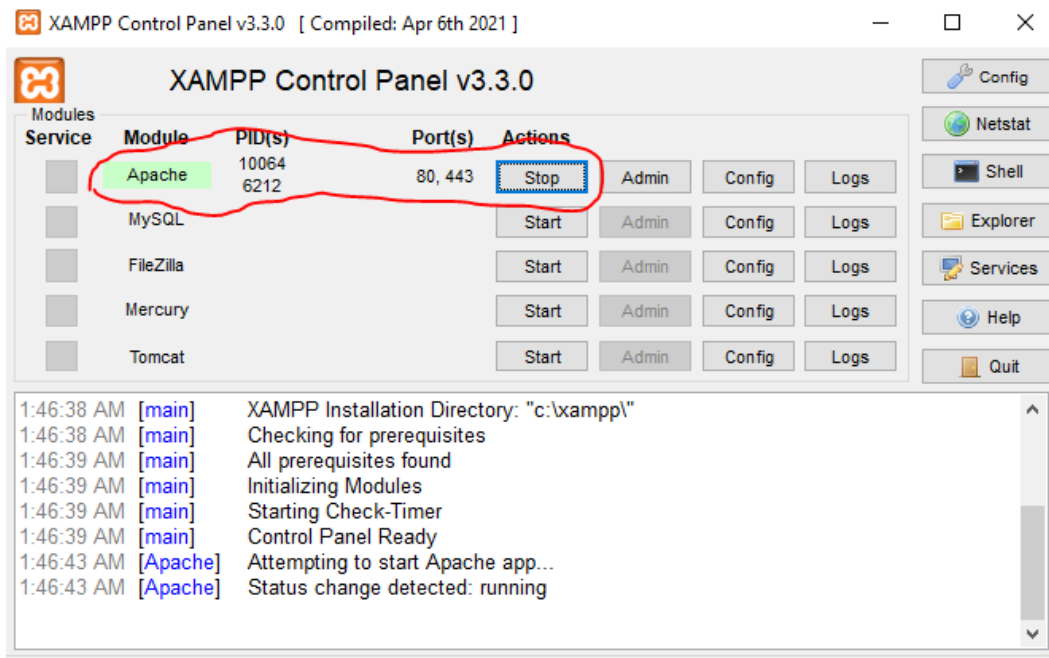 XAMPP Control Panel v3.3.0 [ Compiled: Apr 6th 2021 ]
XAMPP Control Panel v3.3.0
Config
Modules
Service Module PID(s) Port(s) Actions
Netstat
Apache 10064 6212 80, 443 Stop Admin Config Logs
Shell
MySQL Start Admin Config Logs
Explorer
FileZilla Start Admin Config Logs
Services
Mercury Start Admin Config Logs
Help
Tomcat Start Admin Config Logs
Quit
1:46:38 AM [main] XAMPP Installation Directory: "c:\xampp\"
1:46:38 AM [main] Checking for prerequisites
1:46:39 AM [main] All prerequisites found
1:46:39 AM [main] Initializing Modules
1:46:39 AM [main] Starting Check-Timer
1:46:39 AM [main] Control Panel Ready
1:46:43 AM [Apache] Attempting to start Apache app...
1:46:43 AM [Apache] Status change detected: running